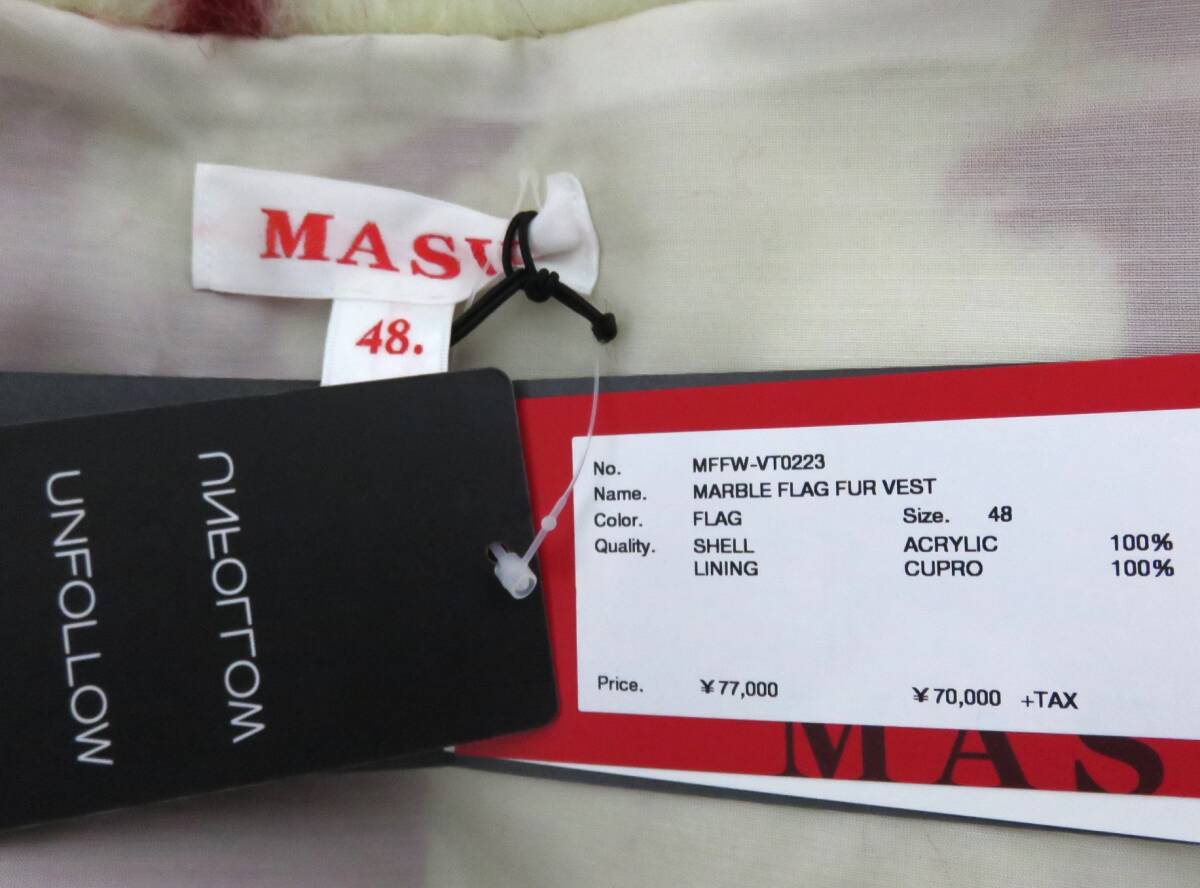 MASU
48.
UNFOLLOW
UNFOLLOW
No. MFFW-VT0223
Name. MARBLE FLAG FUR VEST
Color. FLAG Size. 48
Quality. SHELL ACRYLIC 100%
LINING CUPRO 100%
Price. ¥77,000 ¥70,000 +TAX
MAS